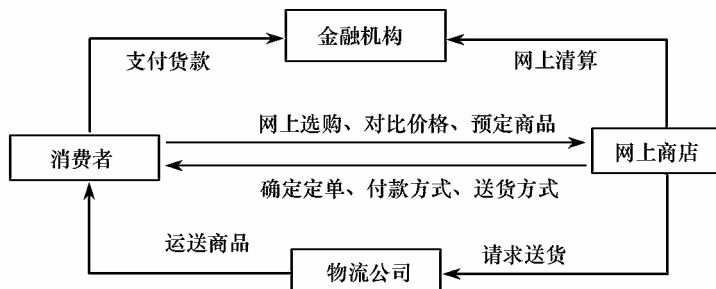 金融机构
支付货款
网上清算
网上选购、对比价格、预定商品
消费者
网上商店
确定定单、付款方式、送货方式
运送商品
请求送货
物流公司